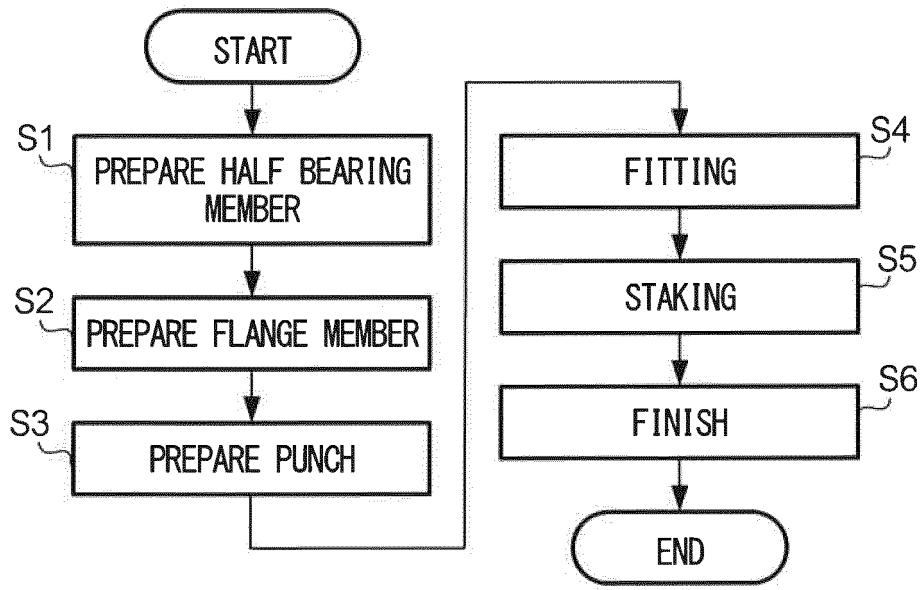 START
S1
PREPARE HALF BEARING
MEMBER
S2
PREPARE FLANGE MEMBER
S3
PREPARE PUNCH
S4
FITTING
S5
STAKING
S6
FINISH
END